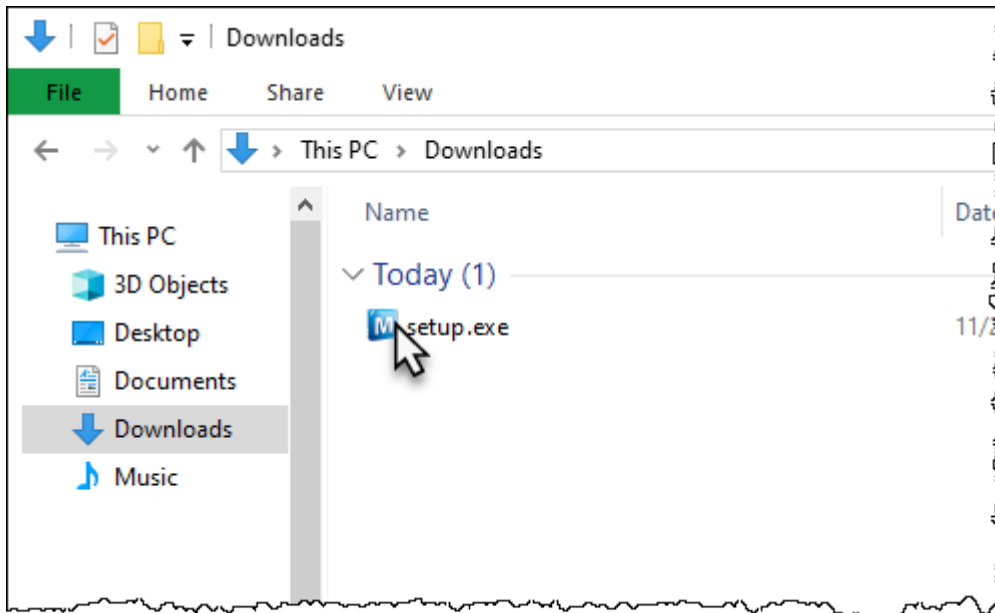 Downloads
File Home Share View
This PC > Downloads
Name
This PC
Today (1)
3D Objects
M setup.exe
Desktop
Documents
Downloads
Music